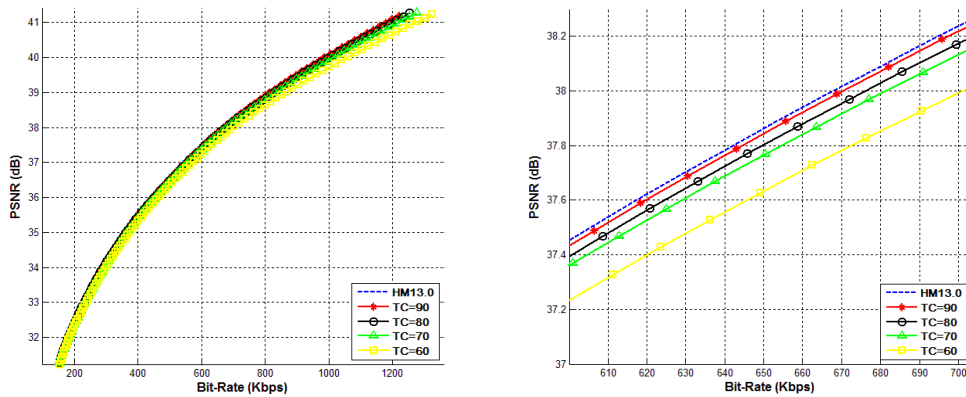 41
40
39
38
37
36
35
34
33
32
PSNR (dB)
200
400
600
800
1000
1200
Bit-Rate (Kbps)
HM13.0
TC=90
TC=80
TC=70
TC=60
38.2
38
37.8
37.6
37.4
37.2
37
PSNR (dB)
610
620
630
640
650
660
670
680
690
700
Bit-Rate (Kbps)
HM13.0
TC=90
TC=80
TC=70
TC=60